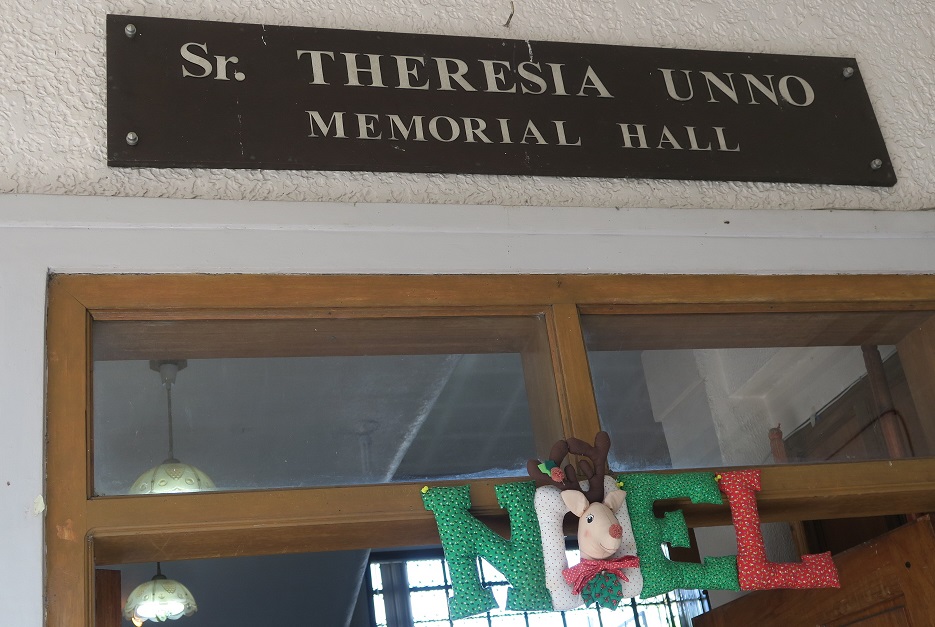 Sr. THERESIA UNNO
MEMORIAL HALL
NOEL